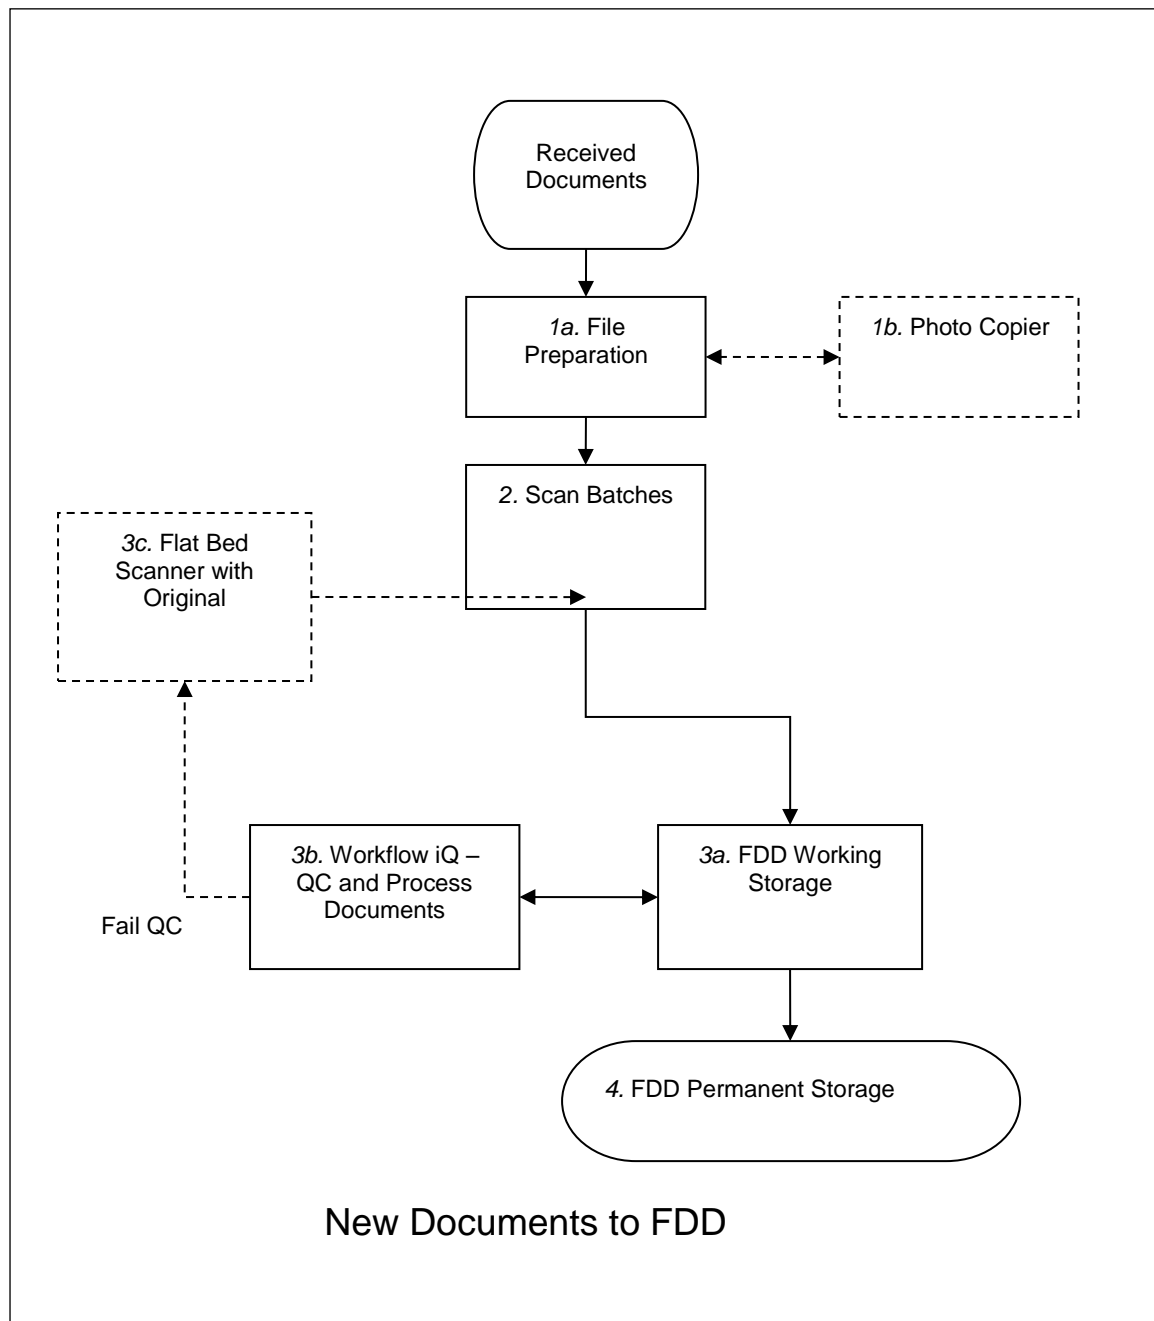 Received
Documents
1a. File
Preparation
1b. Photo Copier
2. Scan Batches
3c. Flat Bed
Scanner with
Original
3b. Workflow iQ –
QC and Process
Documents
3a. FDD Working
Storage
Fail QC
4. FDD Permanent Storage
New Documents to FDD